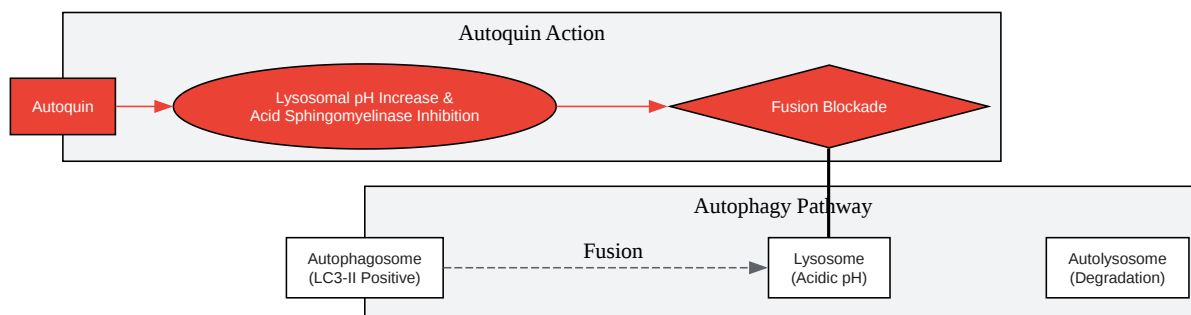 Autoquin Action
Autoquin
Lysosomal pH Increase &
Acid Sphingomyelinase Inhibition
Fusion Blockade
Autophagy Pathway
Autophagosome
(LC3-II Positive)
Fusion
Lysosome
(Acidic pH)
Autolysosome
(Degradation)